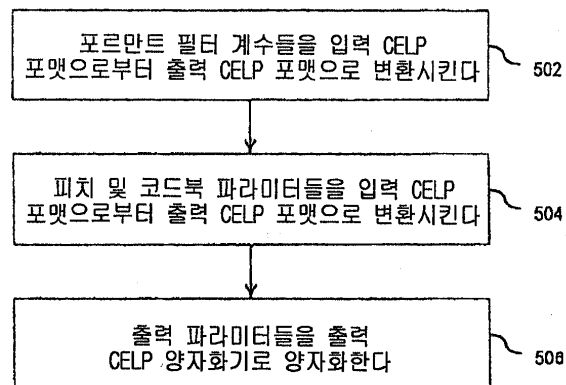 포르만트 필터 계수들을 입력 CELP
포맷으로부터 출력 CELP 포맷으로 변환시킨다
502
피치 및 코드북 파라미터들을 입력 CELP
포맷으로부터 출력 CELP 포맷으로 변환시킨다
504
출력 파라미터들을 출력
CELP 양자화기로 양자화한다
506